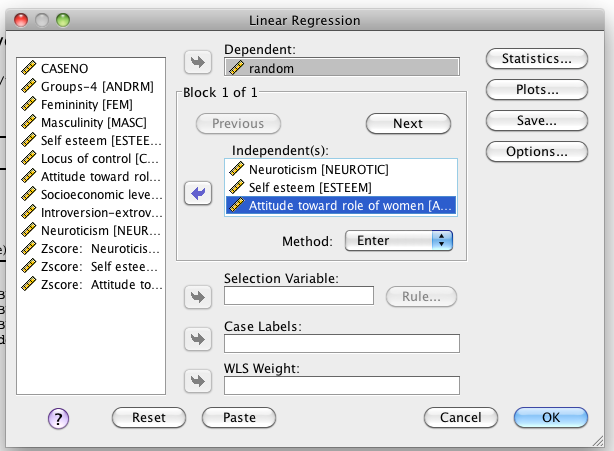 Linear Regression
CASENO
Groups-4 [ANDRM]
Femininity [FEM]
Masculinity [MASC]
Self esteem [ESTEE...
Locus of control [C...
Attitude toward rol...
Socioeconomic leve...
Introversion-extrov...
Neuroticism [NEUR...
Zscore: Neuroticis...
Zscore: Self estee...
Zscore: Attitude to...
Dependent:
random
Block 1 of 1
Previous
Next
Independent(s):
Neuroticism [NEUROTIC]
Self esteem [ESTEEM]
Attitude toward role of women [A...
Method: Enter
Selection Variable:
Rule...
Case Labels:
WLS Weight:
Statistics...
Plots...
Save...
Options...
?
Reset
Paste
Cancel
OK